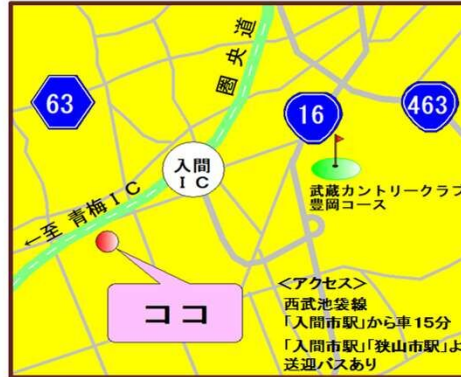 圏央道
63
16
463
入間
IC
武蔵カントリークラブ
豊岡コース
←至 青梅IC
ココ
＜アクセス＞
西武池袋線
「入間市駅」から車15分
「入間市駅」「狭山市駅」よ
送迎バスあり